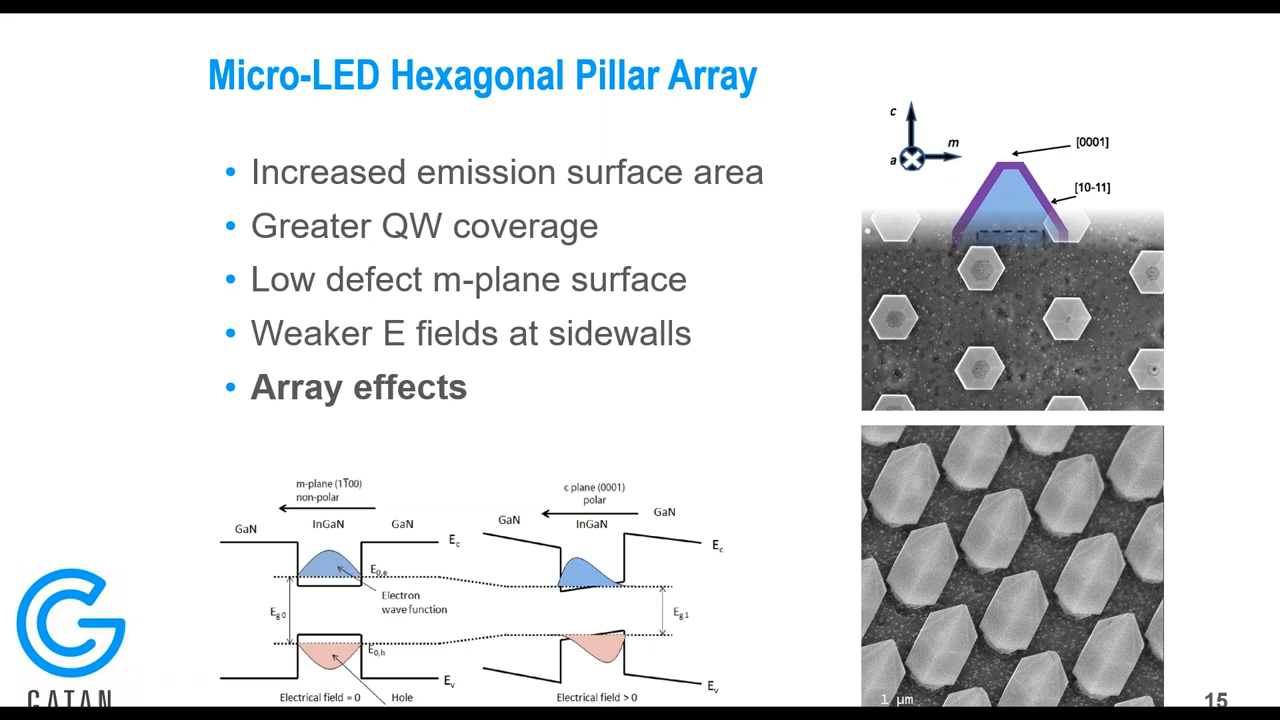 Micro-LED Hexagonal Pillar Array
• Increased emission surface area
• Greater QW coverage
• Low defect m-plane surface
• Weaker E fields at sidewalls
• Array effects
c
a
m
[0001]
[10-11]
m-plane (11̅00)
non-polar
GaN
InGaN
GaN
Ec
E0,e
Electron
wave function
Eg0
E0,h
Ev
Electrical field = 0
Hole
c plane (0001)
polar
GaN
InGaN
GaN
Ec
Eg1
Ev
Electrical field > 0
1 µm
GATAN
15